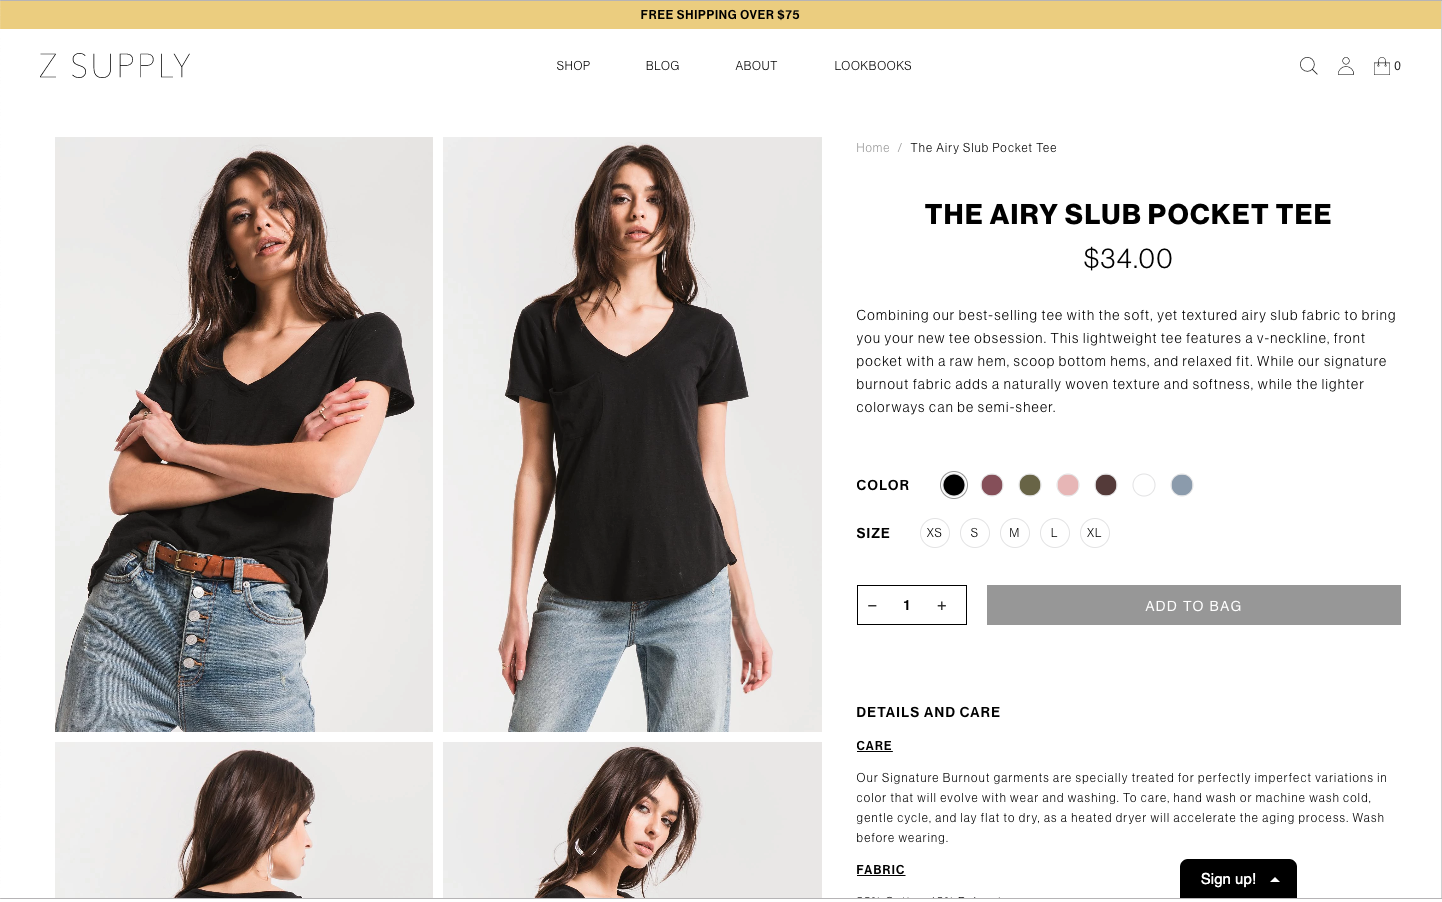 FREE SHIPPING OVER $75
Z SUPPLY
SHOP
BLOG
ABOUT
LOOKBOOKS
0
Home / The Airy Slub Pocket Tee
THE AIRY SLUB POCKET TEE
$34.00
Combining our best-selling tee with the soft, yet textured airy slub fabric to bring
you your new tee obsession. This lightweight tee features a v-neckline, front
pocket with a raw hem, scoop bottom hems, and relaxed fit. While our signature
burnout fabric adds a naturally woven texture and softness, while the lighter
colorways can be semi-sheer.
COLOR
SIZE XS S M L XL
− 1 + ADD TO BAG
DETAILS AND CARE
CARE
Our Signature Burnout garments are specially treated for perfectly imperfect variations in
color that will evolve with wear and washing. To care, hand wash or machine wash cold,
gentle cycle, and lay flat to dry, as a heated dryer will accelerate the aging process. Wash
before wearing.
FABRIC
Sign up!